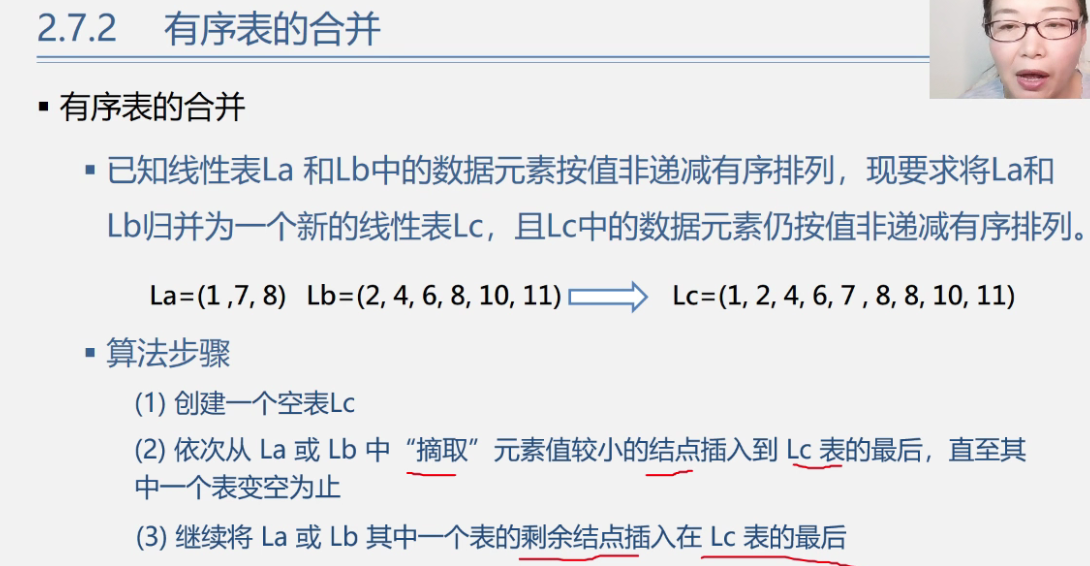 2.7.2 有序表的合并
▪ 有序表的合并
▪ 已知线性表La 和Lb中的数据元素按值非递减有序排列，现要求将La和
Lb归并为一个新的线性表Lc，且Lc中的数据元素仍按值非递减有序排列。
La=(1 ,7, 8) Lb=(2, 4, 6, 8, 10, 11) Lc=(1, 2, 4, 6, 7 , 8, 8, 10, 11)
▪ 算法步骤
(1) 创建一个空表Lc
(2) 依次从 La 或 Lb 中“摘取”元素值较小的结点插入到 Lc 表的最后，直至其
中一个表变空为止
(3) 继续将 La 或 Lb 其中一个表的剩余结点插入在 Lc 表的最后